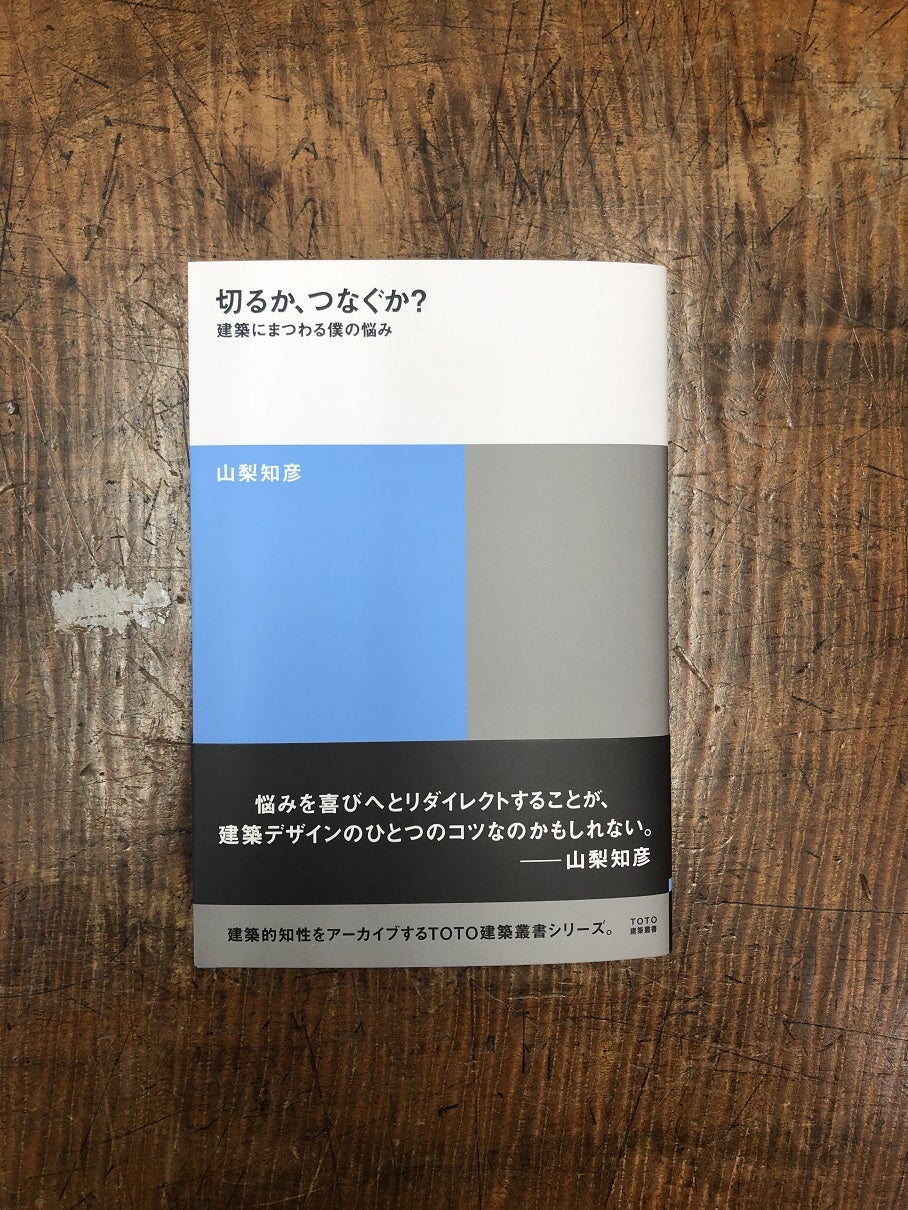 切るか、つなぐか?
建築にまつわる僕の悩み
山梨知彦
悩みを喜びへとリダイレクトすることが、
建築デザインのひとつのコツなのかもしれない。
——山梨知彦
建築的知性をアーカイブするTOTO建築叢書シリーズ。
TOTO
建築叢書